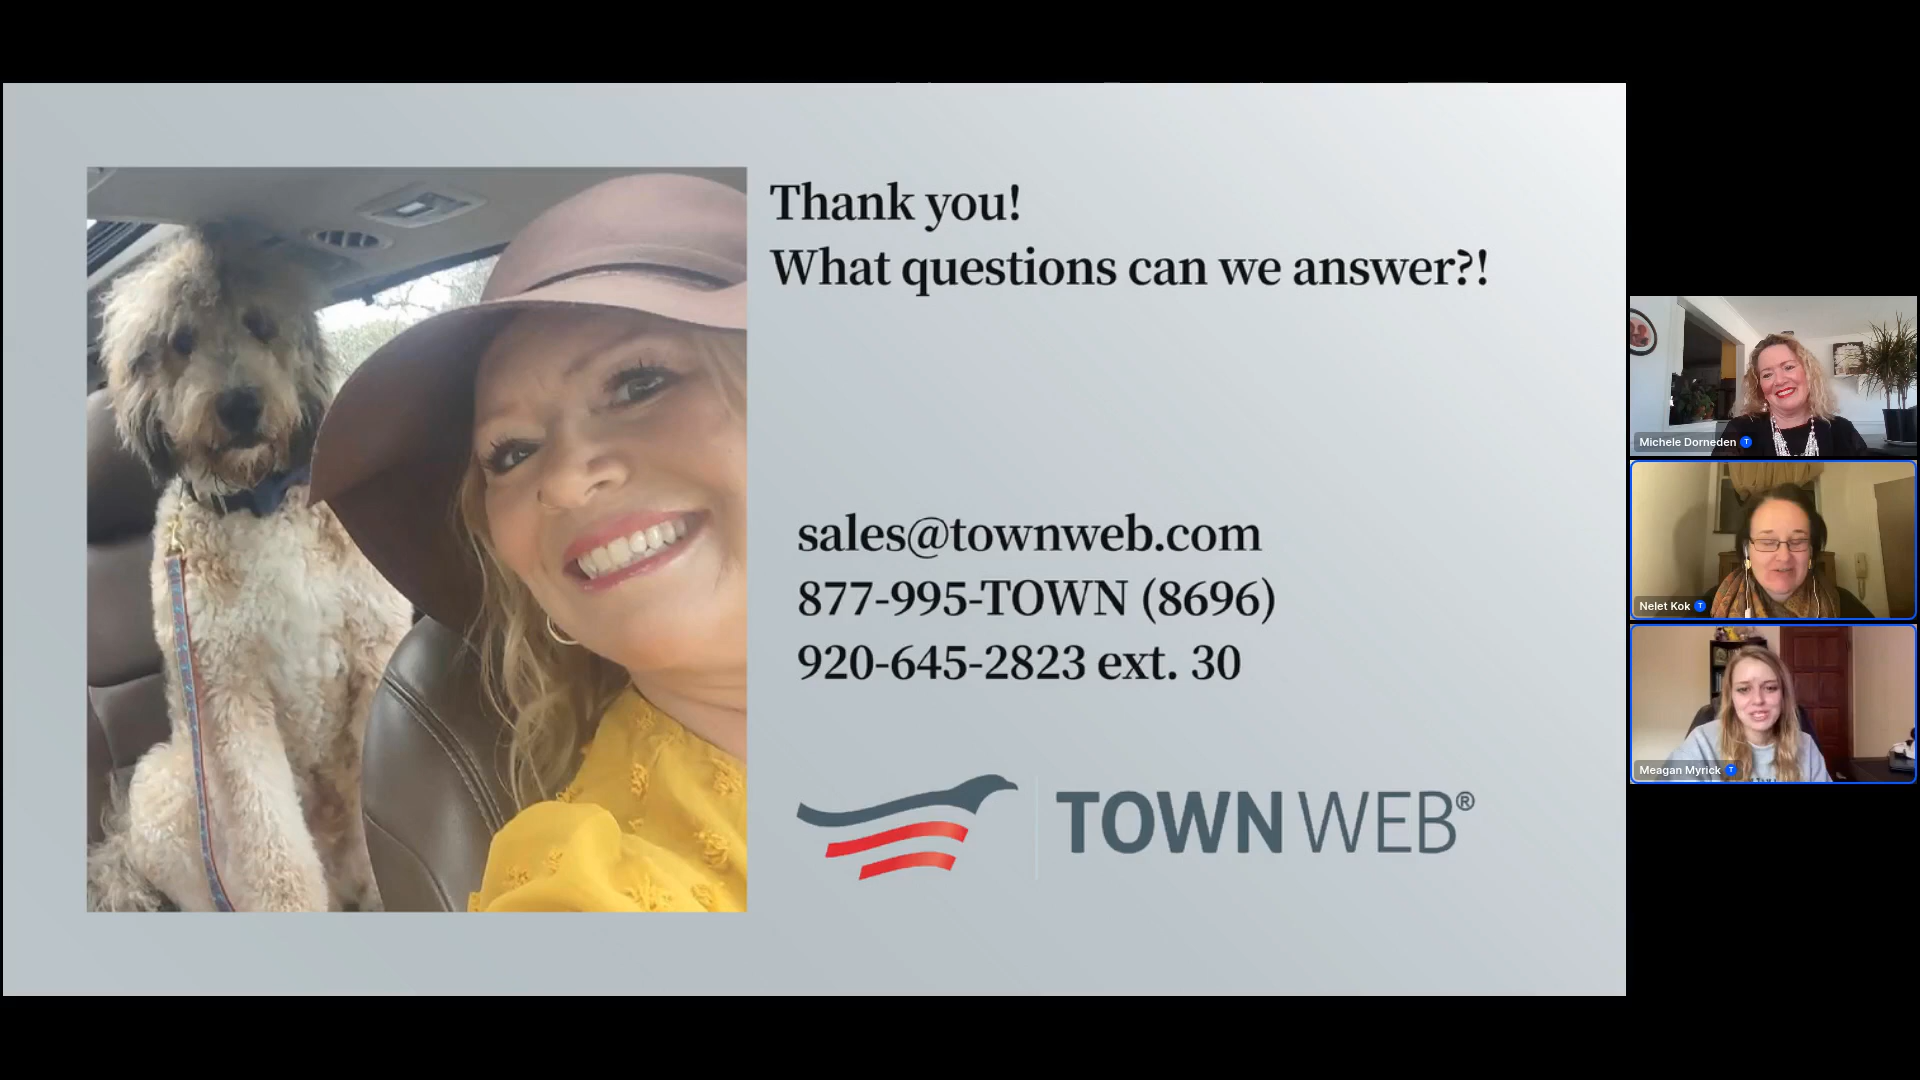 Thank you!
What questions can we answer?!
sales@townweb.com
877-995-TOWN (8696)
920-645-2823 ext. 30
TOWN WEB®
Michele Dorneden T
Nelet Kok T
Meagan Myrick T